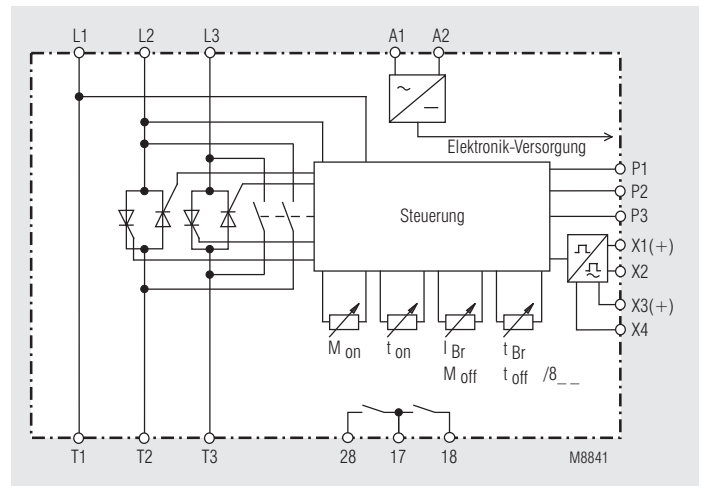 L1 L2 L3 A1 A2
Elektronik-Versorgung
P1
P2
Steuerung
P3
X1(+)
X2
X3(+)
X4
M on t on I Br t Br
M off t off /8_ _
T1 T2 T3 28 17 18 M8841